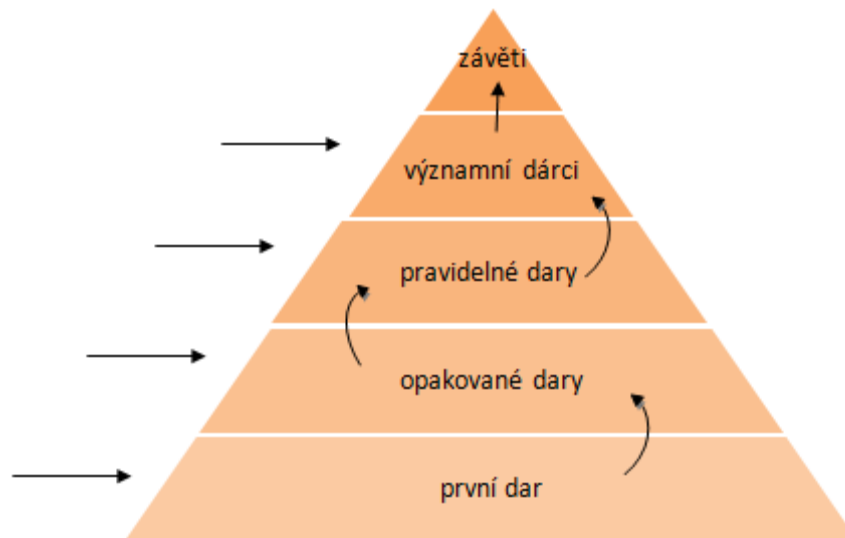 závěti
významní dárci
pravidelné dary
opakované dary
první dar